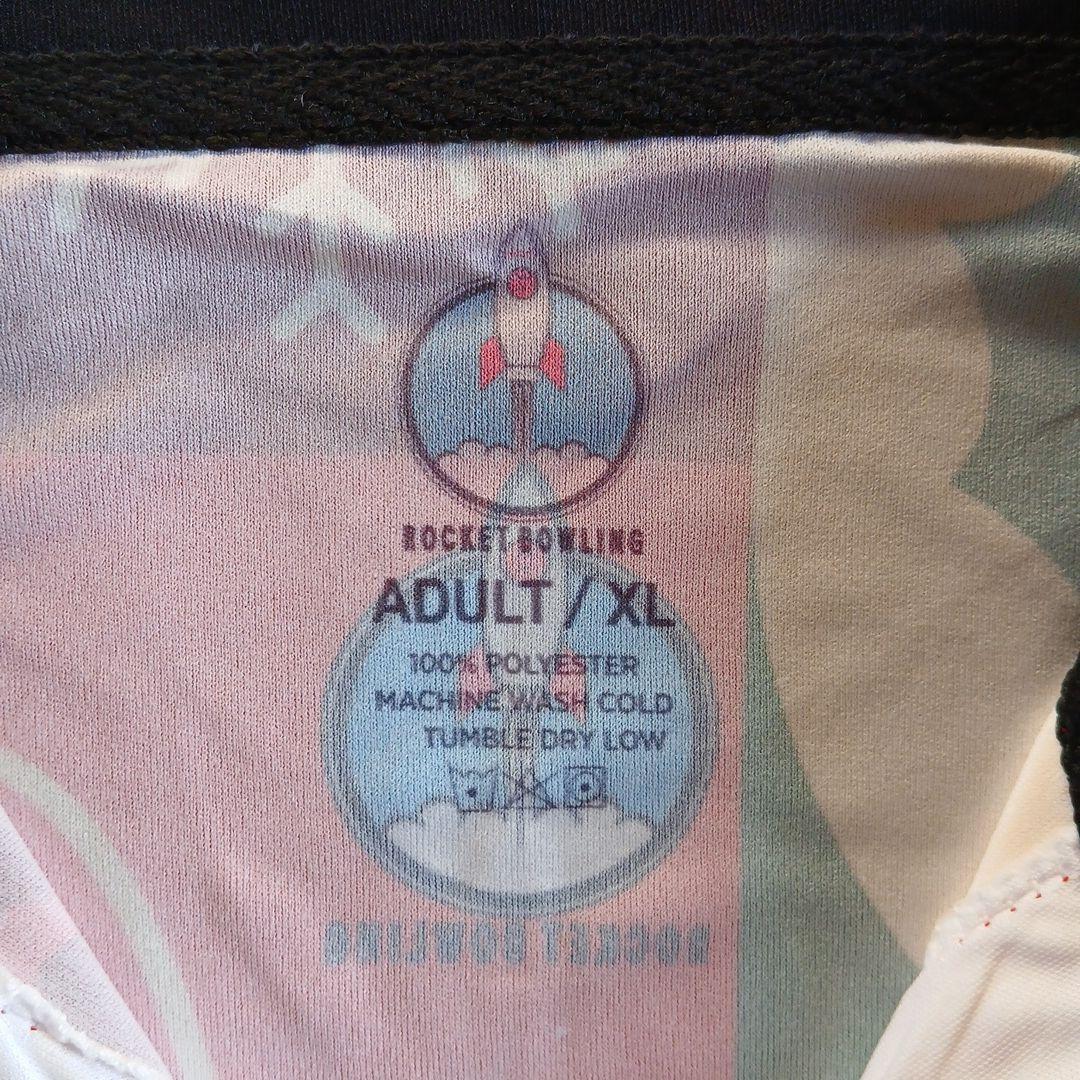 ROCKET BOWLING
ADULT / XL
100% POLYESTER
MACHINE WASH COLD
TUMBLE DRY LOW
ROCKET BOWLING